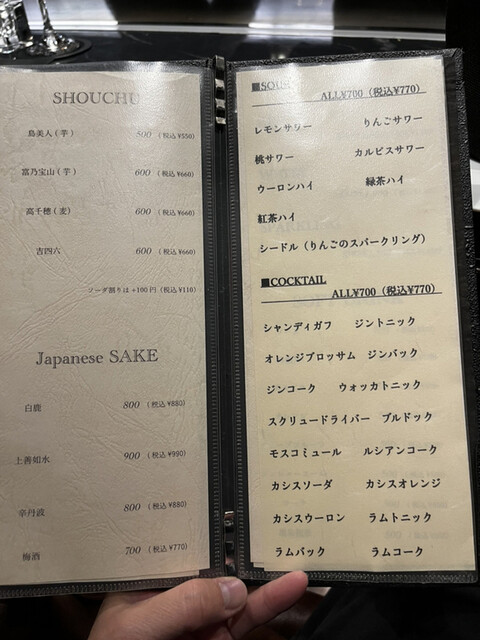 SHOUCHU
島美人(芋) 500 (税込¥550)
富乃宝山(芋) 600 (税込¥660)
高千穂(麦) 600 (税込¥660)
吉四六 600 (税込¥660)
ソーダ割りは+100円(税込¥110)
Japanese SAKE
白鹿 800 (税込¥880)
上善如水 900 (税込¥990)
辛丹波 800 (税込¥880)
梅酒 700 (税込¥770)
ALL¥700(税込¥770)
レモンサワー りんごサワー
桃サワー カルピスサワー
ウーロンハイ 緑茶ハイ
紅茶ハイ
シードル(りんごのスパークリング)
■COCKTAIL
ALL¥700(税込¥770)
シャンディガフ ジントニック
オレンジブロッサム ジンバック
ジンコーク ウォッカトニック
スクリュードライバー ブルドック
モスコミュール ルシアンコーク
カシスソーダ カシスオレンジ
カシスウーロン ラムトニック
ラムバック ラムコーク